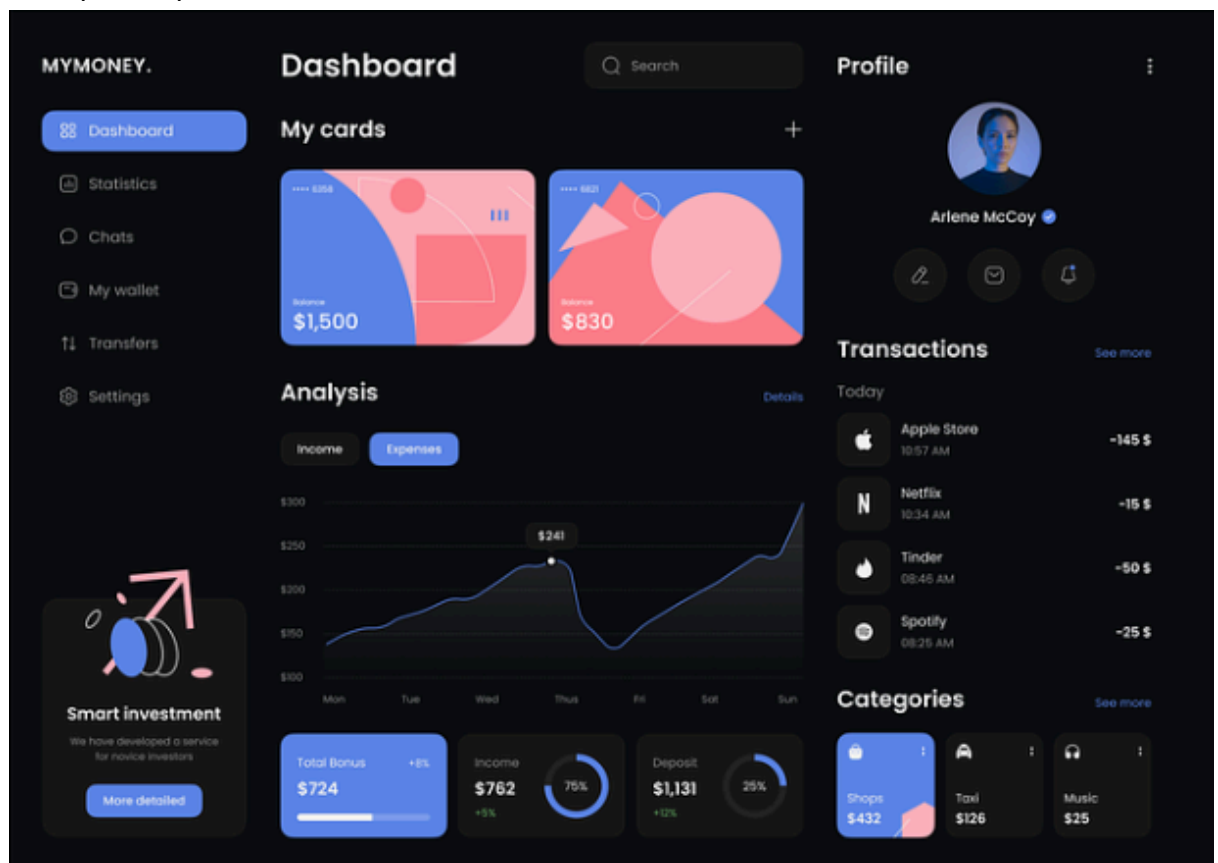 MYMONEY.
Dashboard
Statistics
Chats
My wallet
Transfers
Settings
Smart investment
We have developed a service
for novice investors
More detailed
Dashboard
Search
My cards
•••• 6356
Balance
$1,500
•••• 6821
Balance
$830
Analysis
Details
Income
Expenses
$300
$250
$200
$150
$100
$241
Mon Tue Wed Thus Fri Sat Sun
Total Bonus +8%
$724
Income
$762
+5%
75%
Deposit
$1,131
+12%
25%
Profile
Arlene McCoy
Transactions
See more
Today
Apple Store
10:57 AM
-145 $
Netflix
10:34 AM
-15 $
Tinder
08:46 AM
-50 $
Spotify
08:25 AM
-25 $
Categories
See more
Shops
$432
Taxi
$126
Music
$25